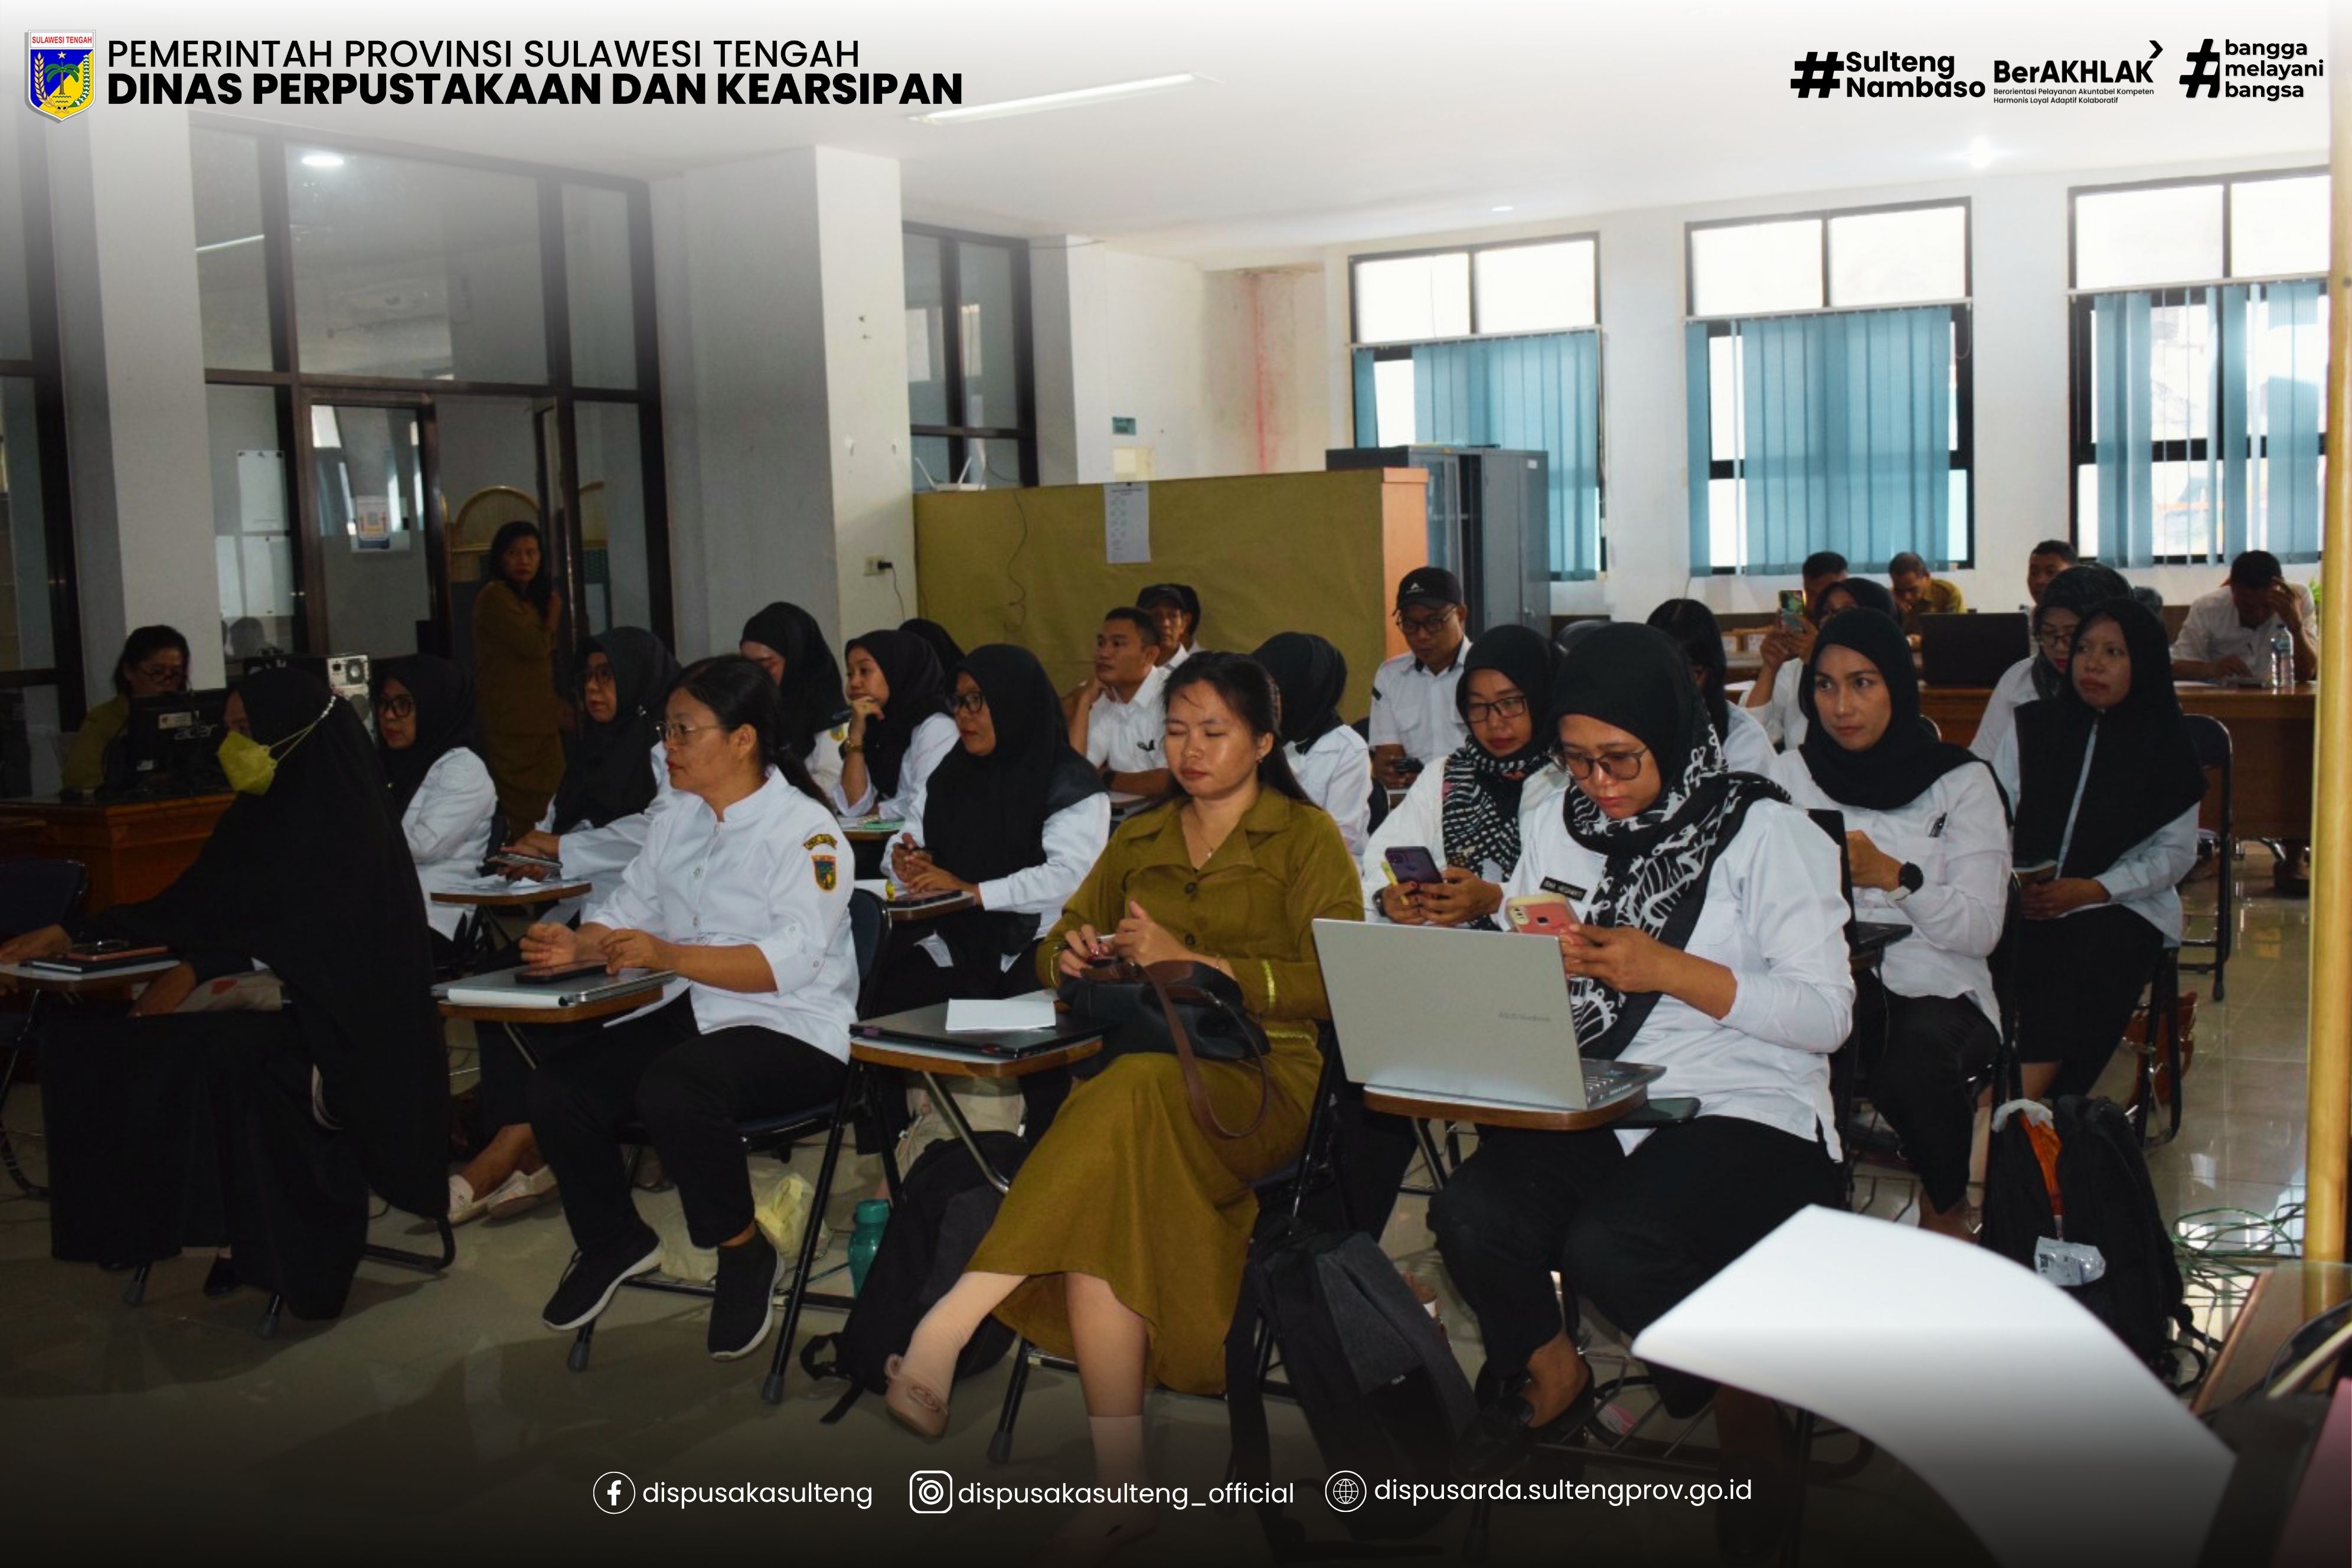 SULAWESI TENGAH
PEMERINTAH PROVINSI SULAWESI TENGAH
DINAS PERPUSTAKAAN DAN KEARSIPAN
#Sulteng
Nambaso
BerAKHLAK
Berorientasi Pelayanan Akuntabel Kompeten
Harmonis Loyal Adaptif Kolaboratif
#bangga
melayani
bangsa
acer
dispusakasulteng
dispusakasulteng_official
dispusarda.sultengprov.go.id